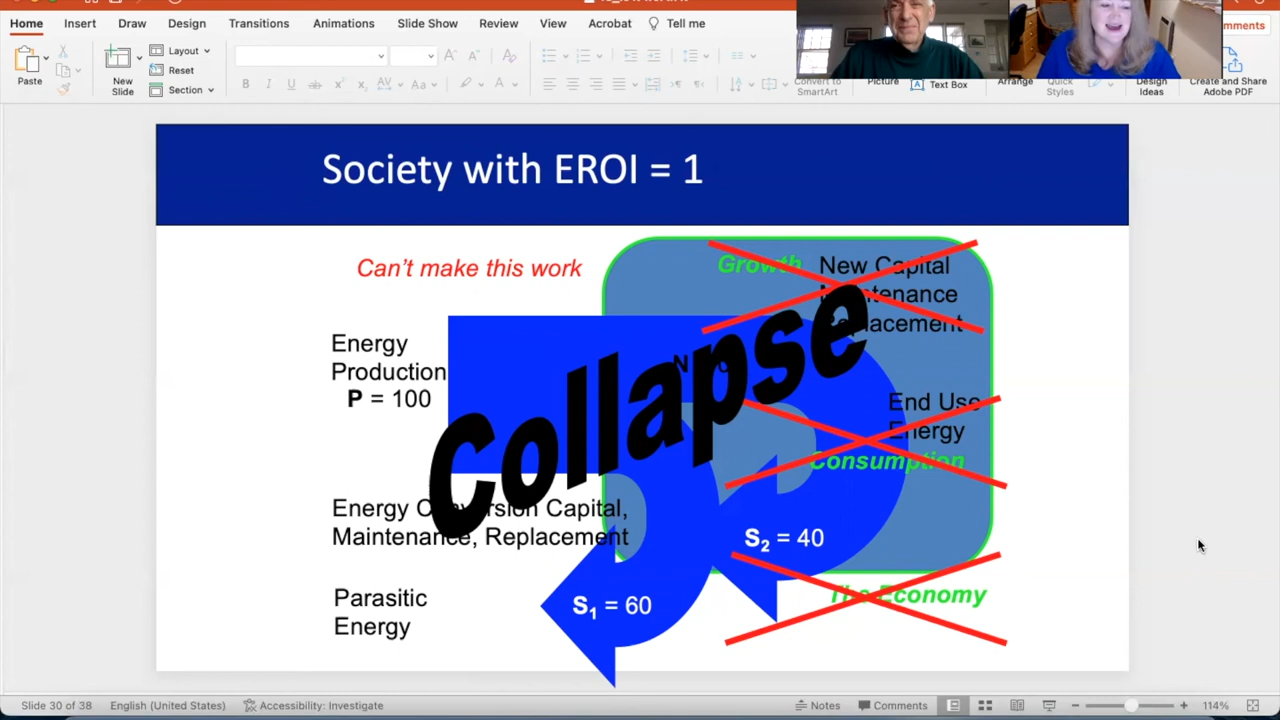 Home Insert Draw Design Transitions Animations Slide Show Review View Acrobat Tell me
Comments
Paste
New
Slide
Layout
Reset
Section
Convert to
SmartArt
Picture
Text Box
Arrange
Quick
Styles
Design
Ideas
Create and Share
Adobe PDF
Society with EROI = 1
Can't make this work
Growth
New Capital
Maintenance
Replacement
Energy
Production
P = 100
Collapse
End Use
Energy
Consumption
Energy Conversion Capital,
Maintenance, Replacement
S2 = 40
Parasitic
Energy
S1 = 60
The Economy
Slide 30 of 38 English (United States) Accessibility: Investigate Notes Comments 114%